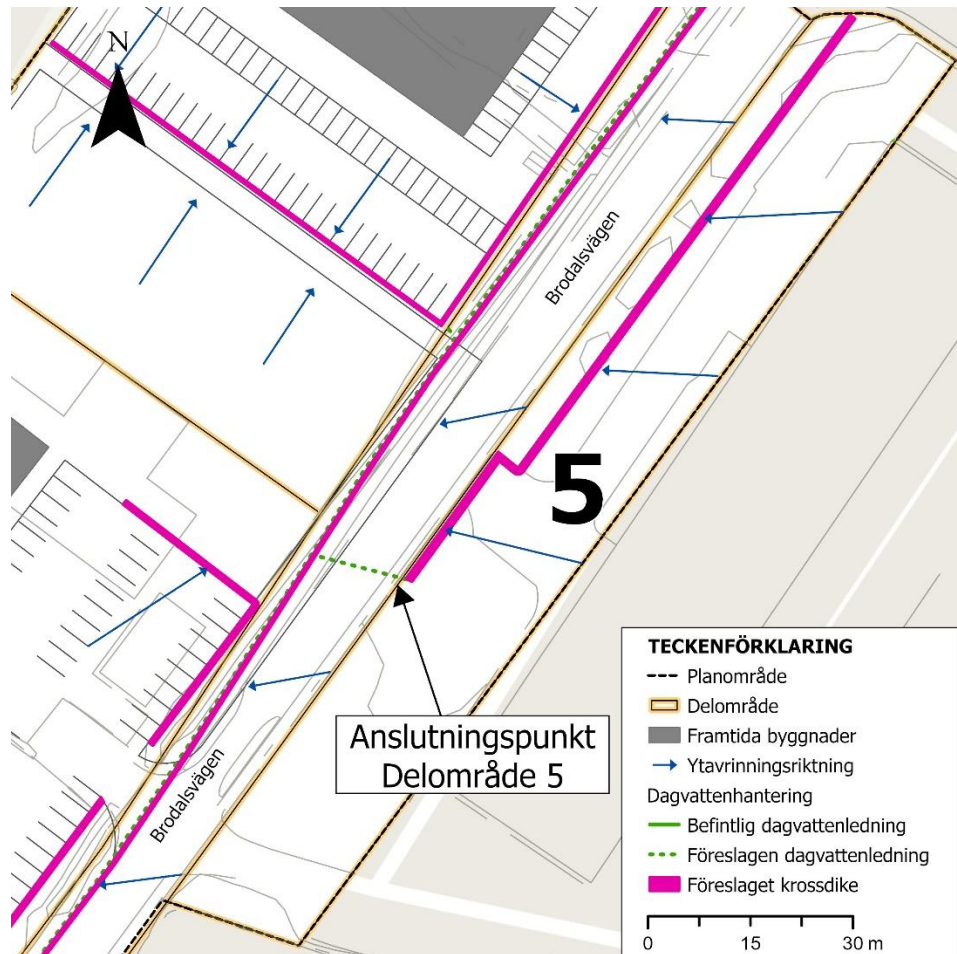 N
Brodalsvägen
5
Anslutningspunkt
Delområde 5
Brodalsvägen
TECKENFÖRKLARING
Planområde
Delområde
Framtida byggnader
Ytavrinningsriktning
Dagvattenhantering
Befintlig dagvattenledning
Föreslagen dagvattenledning
Föreslaget krossdike
0 15 30 m